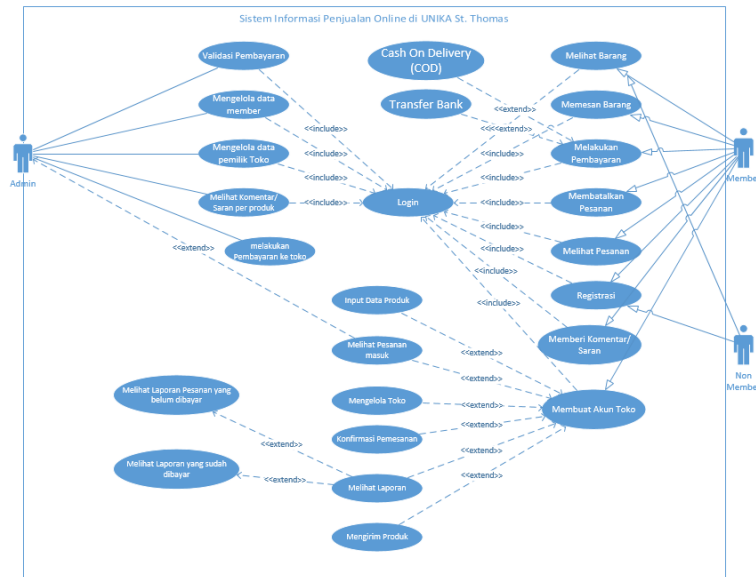 Sistem Informasi Penjualan Online di UNIKA St. Thomas
Validasi Pembayaran
Cash On Delivery
(COD)
Melihat Barang
Mengelola data
member
Transfer Bank
Memesan Barang
<<include>>
<<extend>>
<<include>>
<<include>>
<<extend>>
<<include>>
Mengelola data
pemilik Toko
Melakukan
Pembayaran
Admin
Member
<<include>>
<<include>>
Melihat Komentar/
Saran per produk
<<include>>
Login
<<include>>
Membatalkan
Pesanan
<<include>>
<<extend>>
melakukan
Pembayaran ke toko
<<include>>
Melihat Pesanan
<<include>>
Registrasi
Input Data Produk
<<include>>
Melihat Pesanan
masuk
<<extend>>
Memberi Komentar/
Saran
Non
Member
<<extend>>
Melihat Laporan Pesanan yang
belum dibayar
Mengelola Toko
<<extend>>
Membuat Akun Toko
Konfirmasi Pemesanan
<<extend>>
<<extend>>
<<extend>>
Melihat Laporan yang sudah
dibayar
<<extend>>
Melihat Laporan
<<extend>>
Mengirim Produk